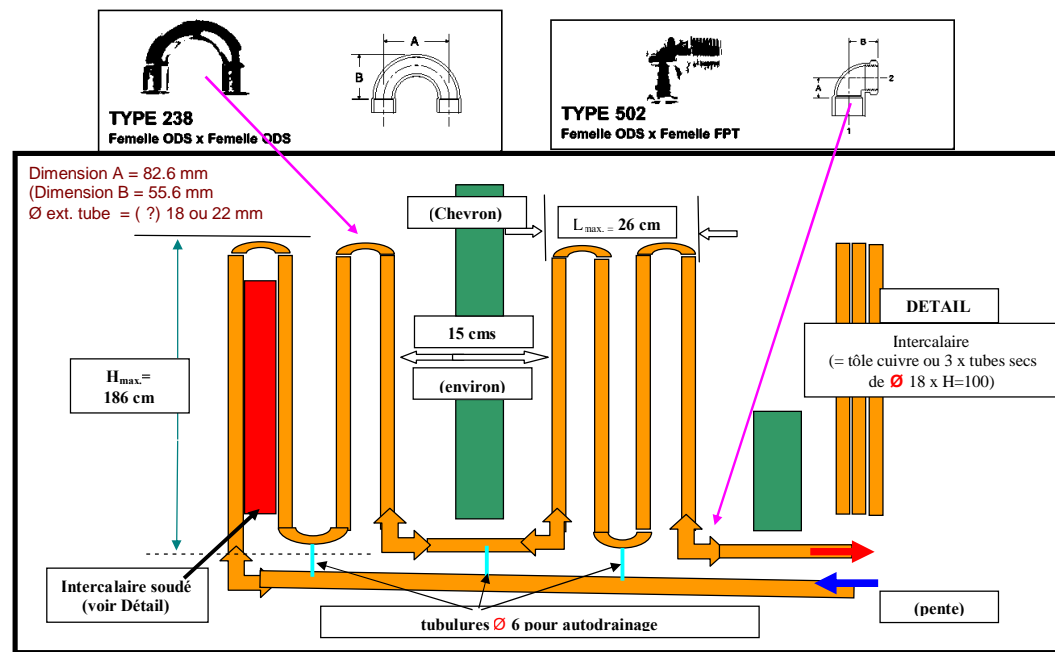 A
B
TYPE 238
Femelle ODS x Femelle ODS
B
A
2
1
TYPE 502
Femelle ODS x Femelle FPT
Dimension A = 82.6 mm
(Dimension B = 55.6 mm
Ø ext. tube = ( ?) 18 ou 22 mm
(Chevron)
L max. = 26 cm
15 cms
(environ)
Hmax.=
186 cm
DETAIL
Intercalaire
(= tôle cuivre ou 3 x tubes secs
de Ø 18 x H=100)
Intercalaire soudé
(voir Détail)
tubulures Ø 6 pour autodrainage
(pente)